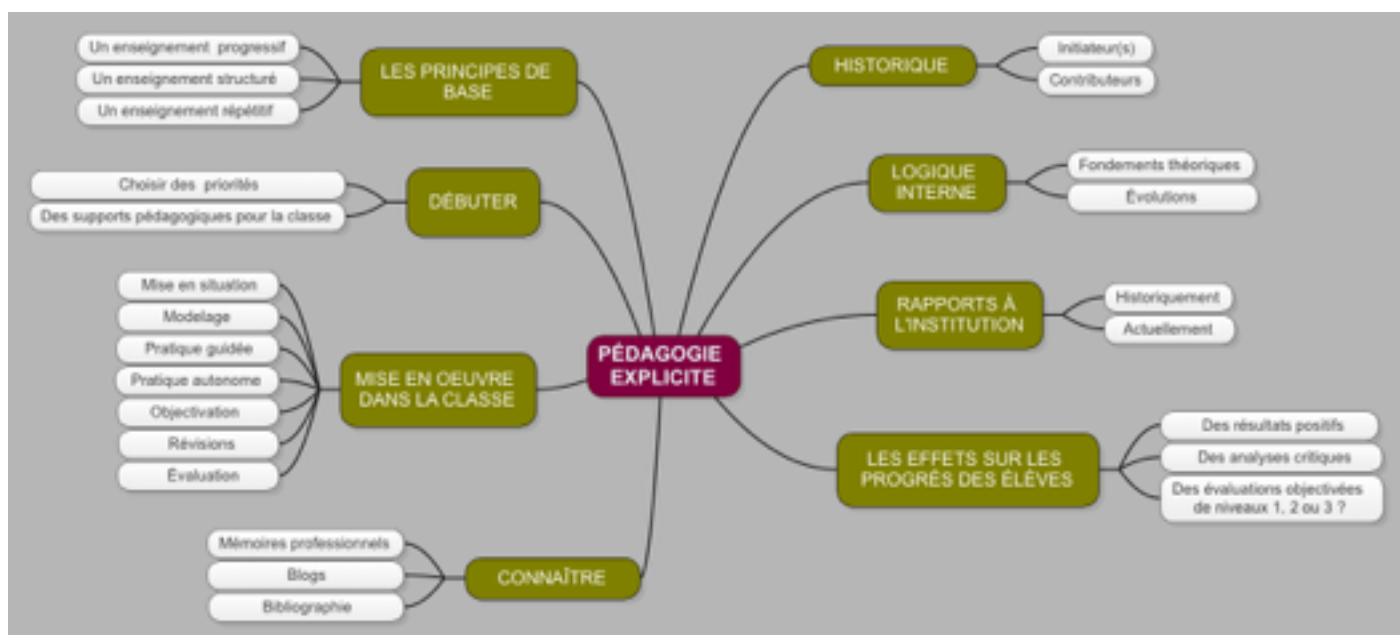 Un enseignement progressif
Un enseignement structuré
Un enseignement répétitif
LES PRINCIPES DE
BASE
Choisir des priorités
Des supports pédagogiques pour la classe
DÉBUTER
Mise en situation
Modelage
Pratique guidée
Pratique autonome
Objectivation
Révisions
Évaluation
MISE EN OEUVRE
DANS LA CLASSE
Mémoires professionnels
Blogs
Bibliographie
CONNAÎTRE
PÉDAGOGIE
EXPLICITE
HISTORIQUE
Initiateur(s)
Contributeurs
LOGIQUE
INTERNE
Fondements théoriques
Évolutions
RAPPORTS À
L'INSTITUTION
Historiquement
Actuellement
LES EFFETS SUR LES
PROGRÈS DES ÉLÈVES
Des résultats positifs
Des analyses critiques
Des évaluations objectivées
de niveaux 1, 2 ou 3 ?